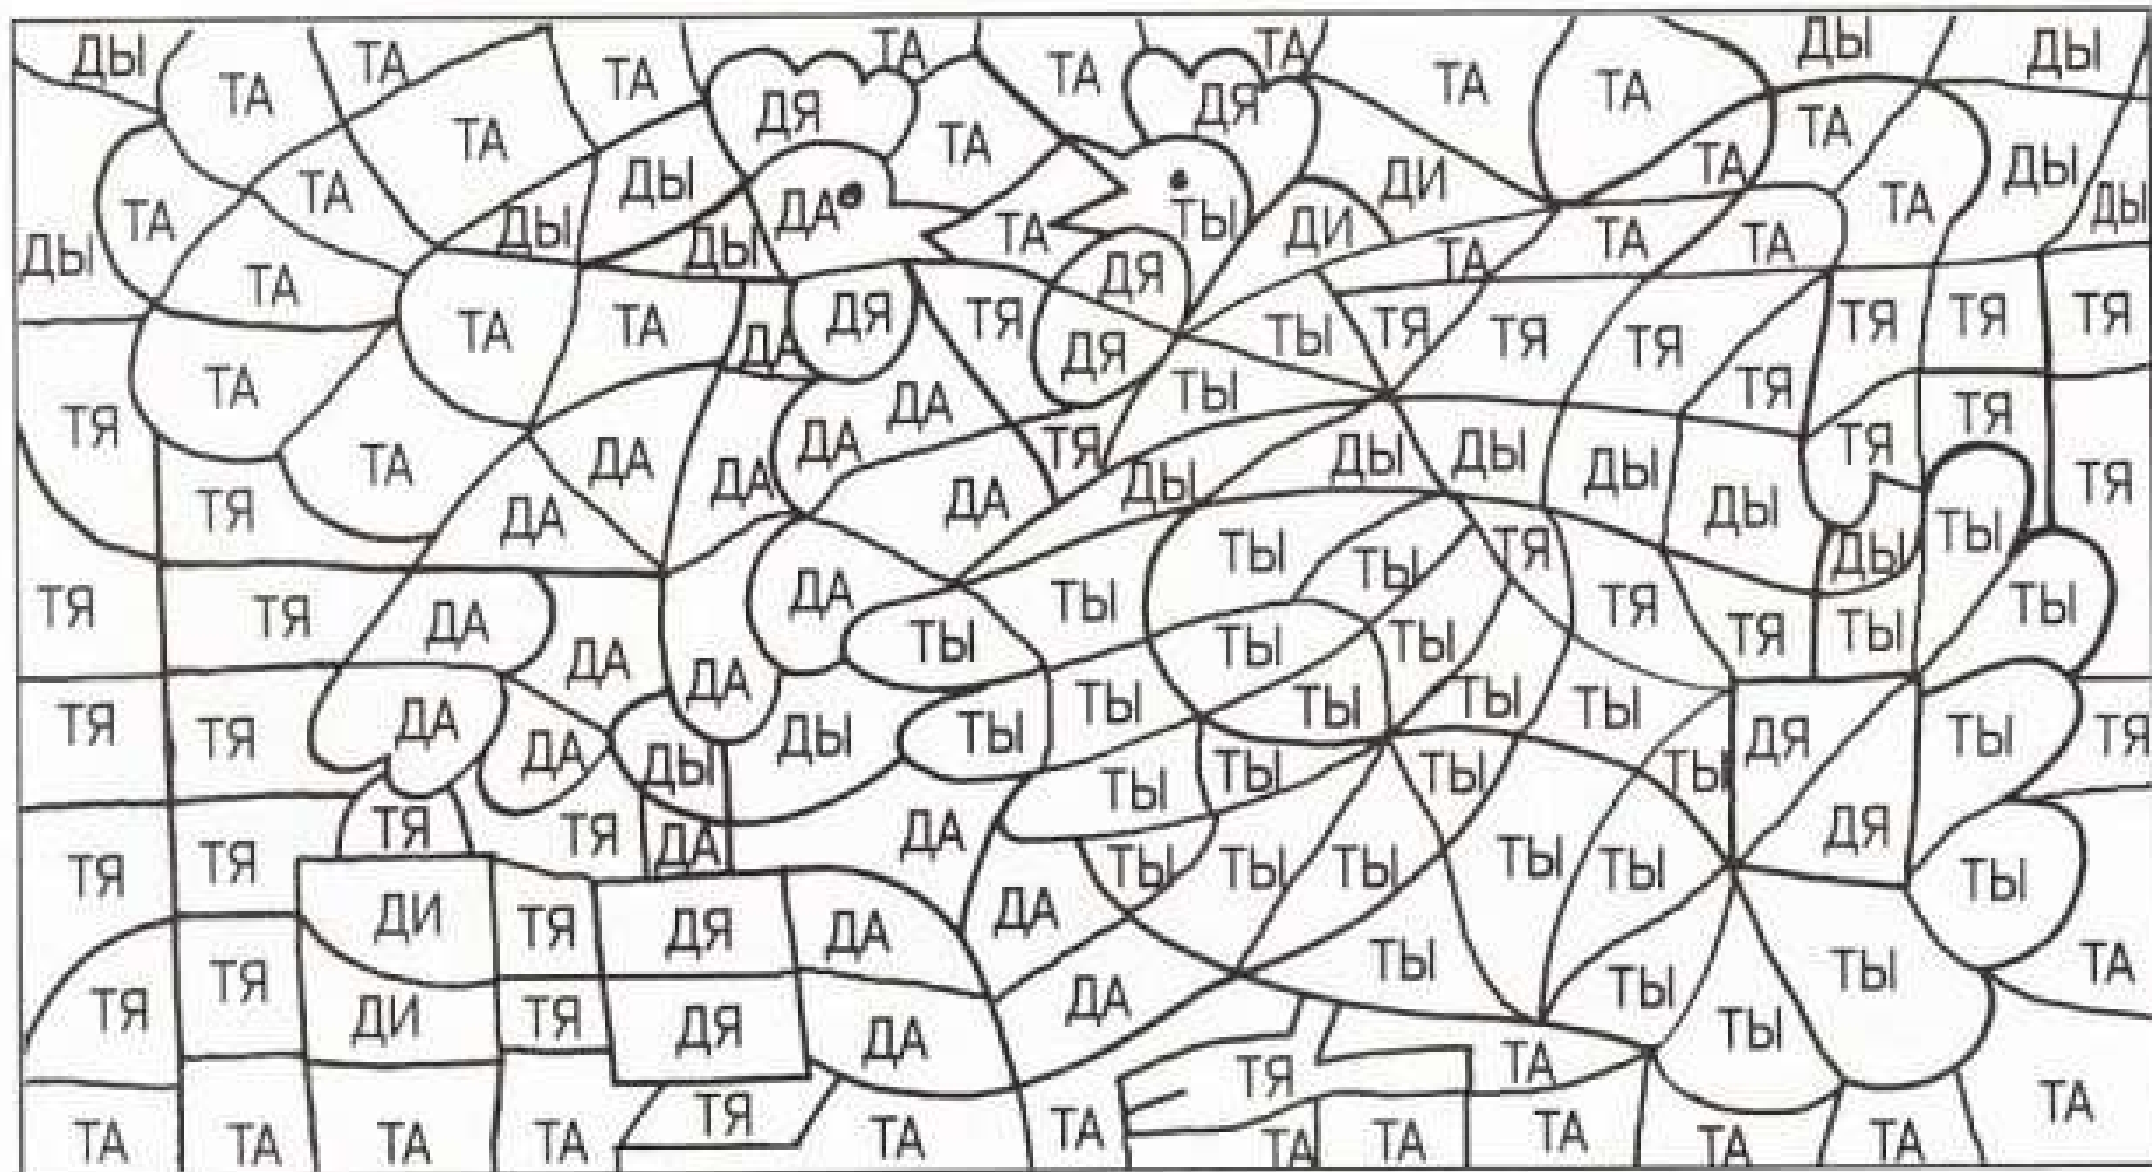 ДЫ ТА ТА ТА ТА ТА ТА ТА ТА ДЫ ДЫ
ТА ДЯ ТА ДЯ ТА
ТА ТА ТА ДЫ ДА ТЫ ДИ ТА ТА ТА ДЫ ДЫ
ДЫ ДЫ ДЫ ТА ДИ ТА ТА ТА
ТА ДЯ
ТА ТА ДА ДЯ ТЯ ДЯ ТЫ ТЯ ТЯ ТЯ ТЯ ТЯ ТЯ
ТА ДА ТЫ ТЯ ТЯ
ТЯ ТА ДА ДА ДА ТЯ ДЫ ДЫ ДЫ ДЫ ТЯ ТЯ
ТЯ ДА ДА ДЫ ДЫ ТЫ
ТЯ ТЯ ДА ДА ТЫ ТЫ ТЫ ТЯ ТЯ ДЫ ТЫ
ДА ДА ТЫ ТЫ ТЫ ТЯ ТЫ
ТЯ ТЯ ДА ДА ДЫ ДЫ ТЫ ТЫ ТЫ ТЫ ТЫ ДЯ ТЫ ТЯ
ТЯ ТЯ ДА ДА ТЫ ТЫ ТЫ ТЫ ДЯ
ТЯ ТЯ ТЫ ТЫ ТЫ ТЫ ТЫ ТЫ
ДИ ТЯ ДЯ ДА ДА ТЫ ТЫ ТА
ТЯ ТЯ ДИ ТЯ ДЯ ДА ДА ТЫ ТЫ
ТЯ ТЯ ТА ТА
ТА ТА ТА ТА ТА ТА ТА ТА ТА ТА ТА